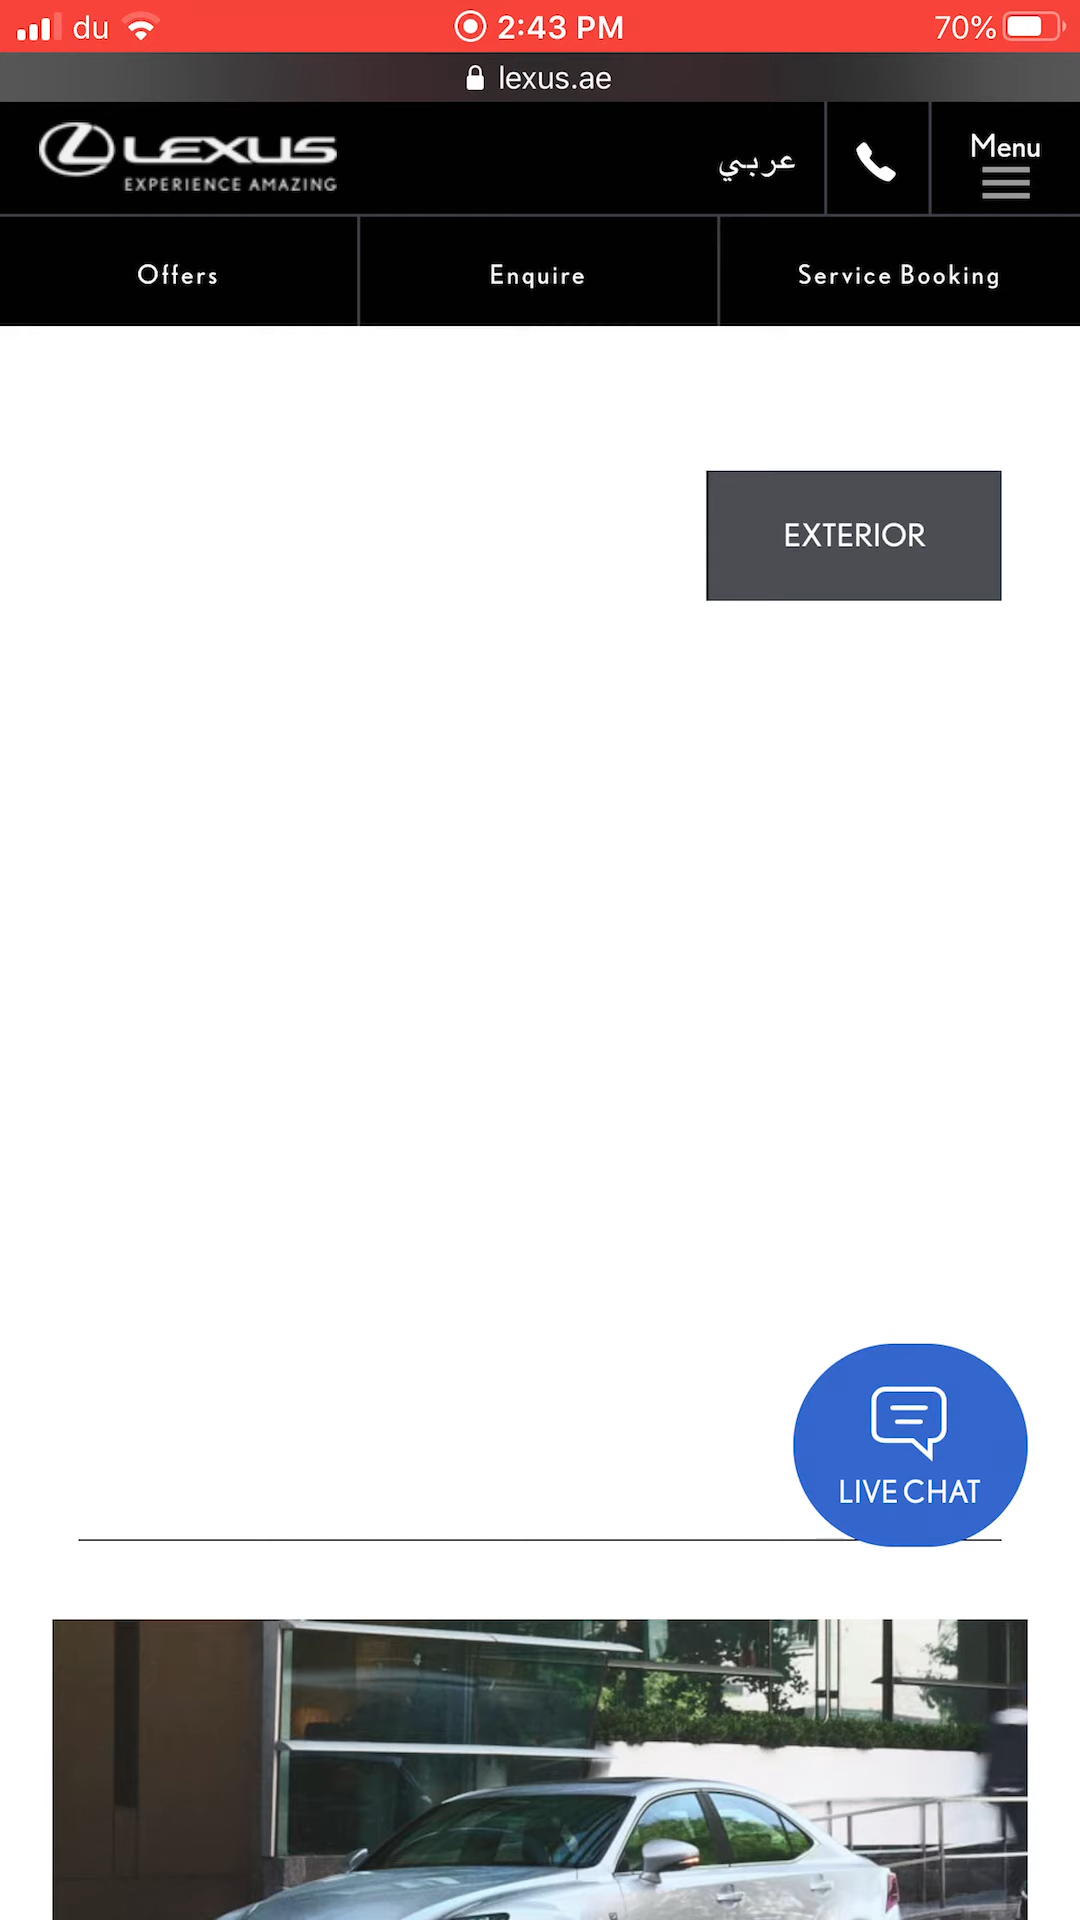 du 2:43 PM 70%
lexus.ae
LEXUS
EXPERIENCE AMAZING
عربي
Menu
Offers
Enquire
Service Booking
EXTERIOR
LIVE CHAT